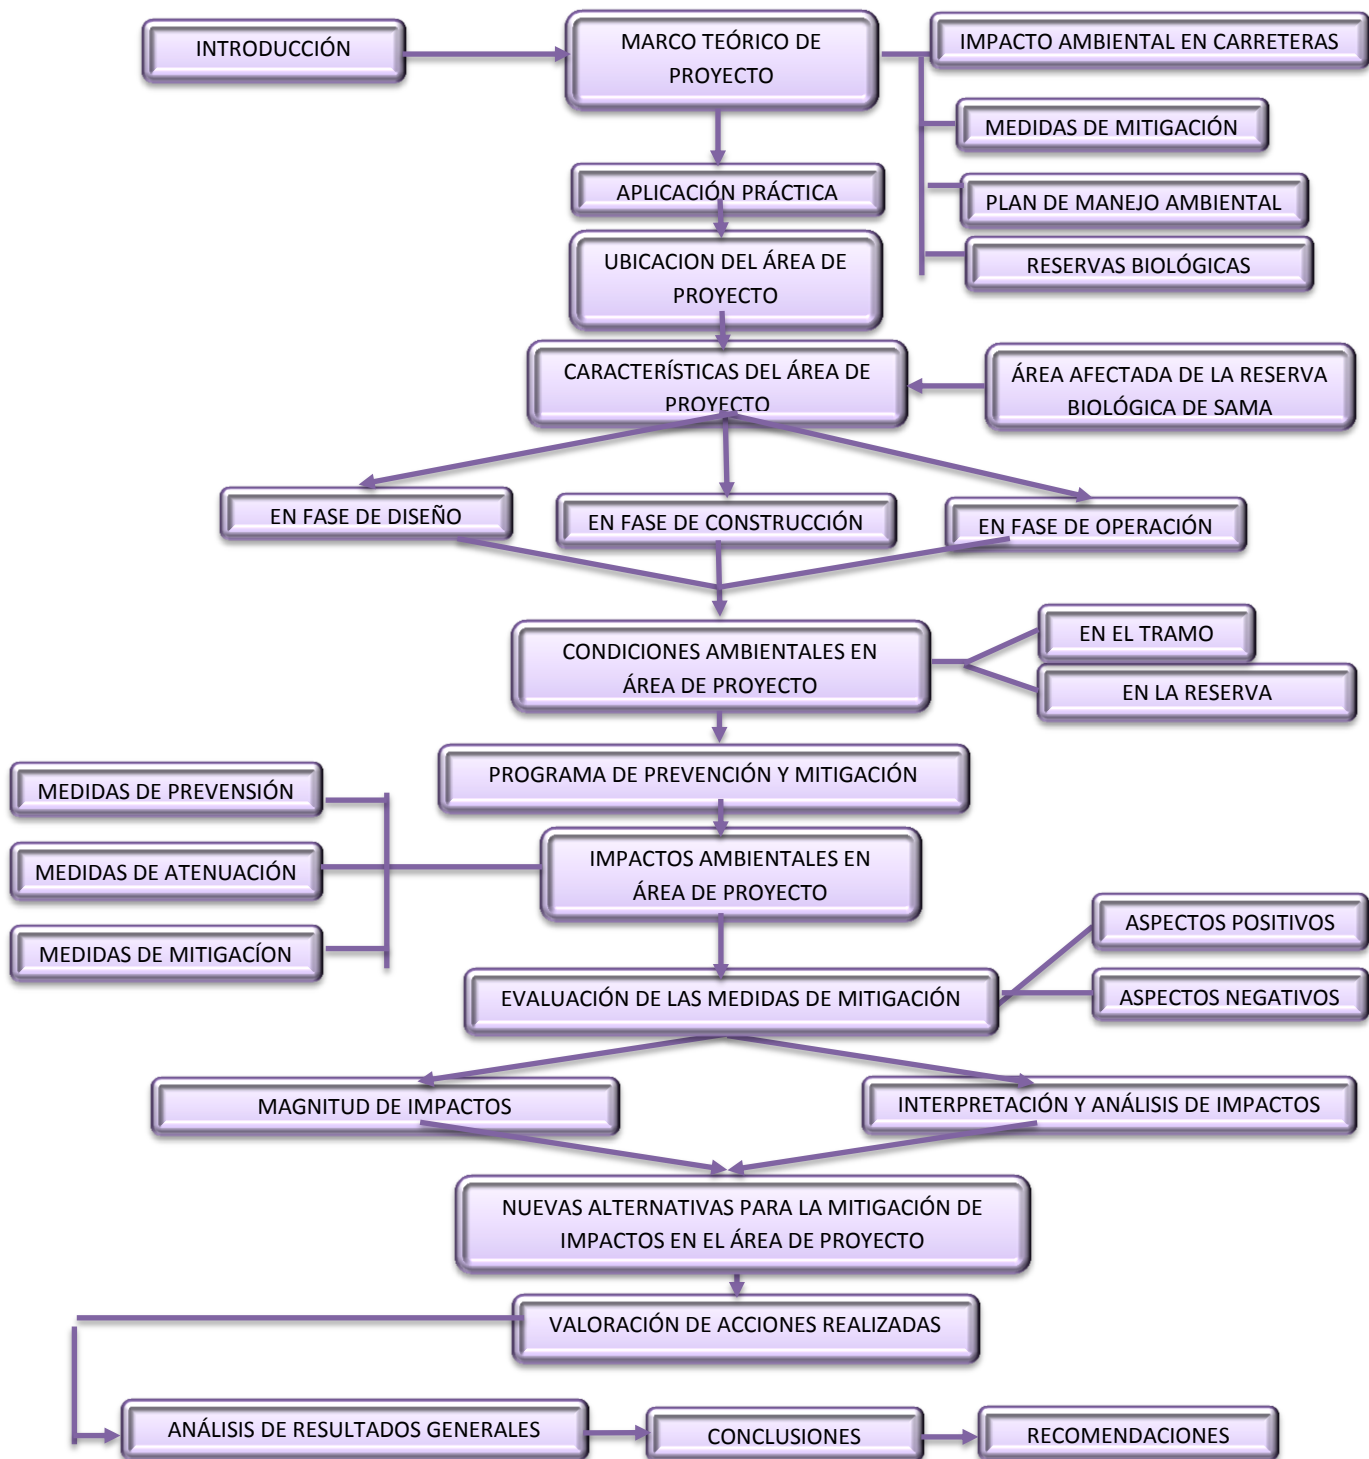 INTRODUCCIÓN
MARCO TEÓRICO DE
PROYECTO
IMPACTO AMBIENTAL EN CARRETERAS
MEDIDAS DE MITIGACIÓN
PLAN DE MANEJO AMBIENTAL
RESERVAS BIOLÓGICAS
APLICACIÓN PRÁCTICA
UBICACION DEL ÁREA DE
PROYECTO
CARACTERÍSTICAS DEL ÁREA DE
PROYECTO
ÁREA AFECTADA DE LA RESERVA
BIOLÓGICA DE SAMA
EN FASE DE DISEÑO
EN FASE DE CONSTRUCCIÓN
EN FASE DE OPERACIÓN
CONDICIONES AMBIENTALES EN
ÁREA DE PROYECTO
EN EL TRAMO
EN LA RESERVA
PROGRAMA DE PREVENCIÓN Y MITIGACIÓN
MEDIDAS DE PREVENSIÓN
MEDIDAS DE ATENUACIÓN
MEDIDAS DE MITIGACÍON
IMPACTOS AMBIENTALES EN
ÁREA DE PROYECTO
EVALUACIÓN DE LAS MEDIDAS DE MITIGACIÓN
ASPECTOS POSITIVOS
ASPECTOS NEGATIVOS
MAGNITUD DE IMPACTOS
INTERPRETACIÓN Y ANÁLISIS DE IMPACTOS
NUEVAS ALTERNATIVAS PARA LA MITIGACIÓN DE
IMPACTOS EN EL ÁREA DE PROYECTO
VALORACIÓN DE ACCIONES REALIZADAS
ANÁLISIS DE RESULTADOS GENERALES
CONCLUSIONES
RECOMENDACIONES